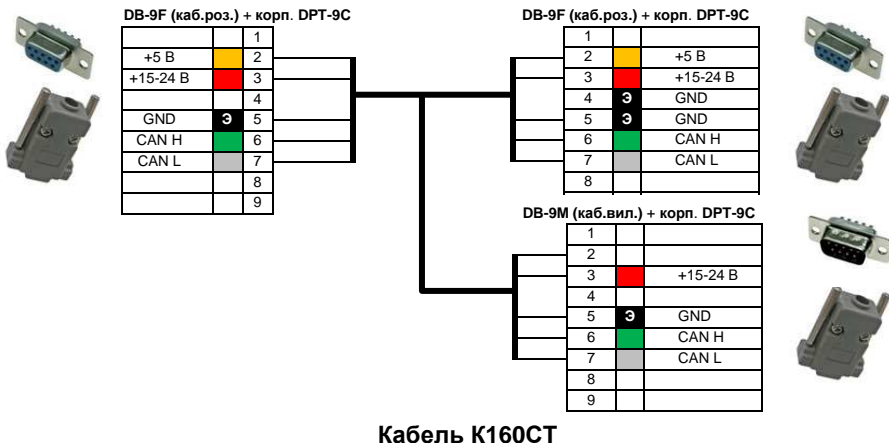 DB-9F (каб.роз.) + корп. DPT-9C
1
+5 В 2
+15-24 В 3
4
GND Э 5
CAN H 6
CAN L 7
8
9
DB-9F (каб.роз.) + корп. DPT-9C
1
2 +5 В
3 +15-24 В
4 Э GND
5 Э GND
6 CAN H
7 CAN L
8
DB-9M (каб.вил.) + корп. DPT-9C
1
2
3 +15-24 В
4
5 Э GND
6 CAN H
7 CAN L
8
9
Кабель К160СТ